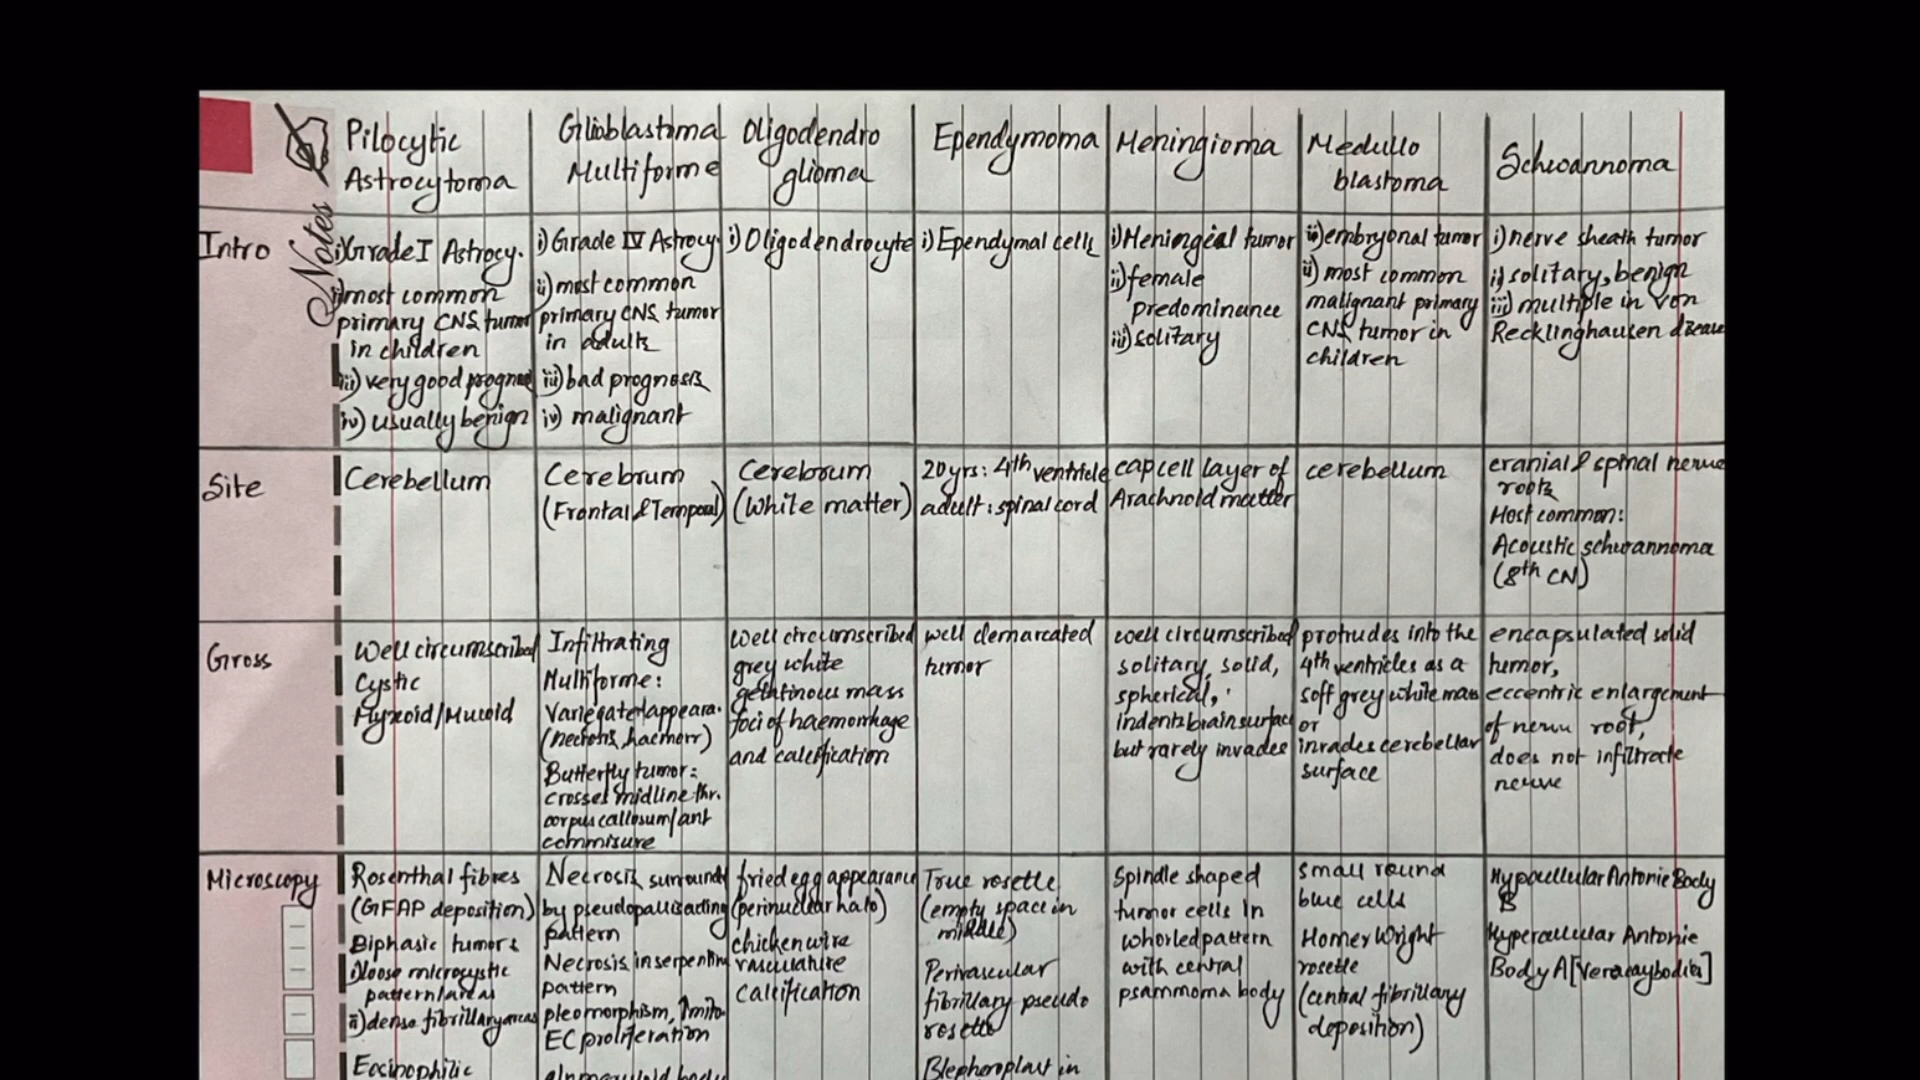 Notes
Pilocytic
Astrocytoma
Glioblastoma
Multiforme
Oligodendro
glioma
Ependymoma
Meningioma
Medullo
blastoma
Schwannoma
Intro
i) Grade I Astrocy.
ii) most common
primary CNS tumor
in children
iii) very good
iv) usually benign
i) Grade IV Astrocy.
ii) most common
primary CNS tumor
in adults
iii) bad prognosis
iv) malignant
i) Oligodendrocyte
i) Ependymal cells
i) Meningeal tumor
ii) female
predominance
iii) solitary
embryonal tumor
ii) most common
malignant primary
CNS tumor in
children
i) nerve sheath tumor
ii) solitary, benign
iii) multiple in Von
Recklinghausen disease
Site
Cerebellum
Cerebrum
(Frontal & Temporal)
Cerebrum
(White matter)
20yrs: 4th ventricle
adult: spinal cord
cap cell layer of
Arachnoid matter
cerebellum
cranial & spinal nerve
roots
Most common:
Acoustic schwannoma
(8th CN)
Gross
Well circumscribed
Cystic
Myxoid/Mucoid
Infiltrating
Multiforme:
Variegated appeara.
(necrosis, haemorr)
Butterfly tumor:
crosses midline thr.
corpus callosum/ant
commisure
Well circumscribed
grey white
gelatinous mass
foci of haemorrhage
and calcification
well demarcated
tumor
well circumscribed
solitary, solid,
spherical,
indents brain surface
but rarely invades
protrudes into the
4th ventricles as a
soft grey white mass
or
invades cerebellar
surface
encapsulated solid
tumor,
eccentric enlargement
of nerve root,
does not infiltrate
nerve
Microscopy
Rosenthal fibres
(GFAP deposition)
Biphasic tumors
i) loose microcystic
pattern/areas
ii) dense fibrillary areas
Eosinophilic
Necrosis surround
by pseudopalisading
pattern
Necrosis in serpentine
pattern
pleomorphism, ↑mito.
EC proliferation
fried egg appearance
(perinuclear halo)
chicken wire
vasculature
calcification
True rosette
(empty space in
middle)
Perivascular
fibrillary pseudo
rosette
Blepheroplast in
Spindle shaped
tumor cells in
whorled pattern
with central
psammoma body
small round
blue cells
Homer Wright
rosette
(central fibrillary
deposition)
Hypocellular Antonie Body
B
Hypercellular Antonie
Body A [Verocay bodies]